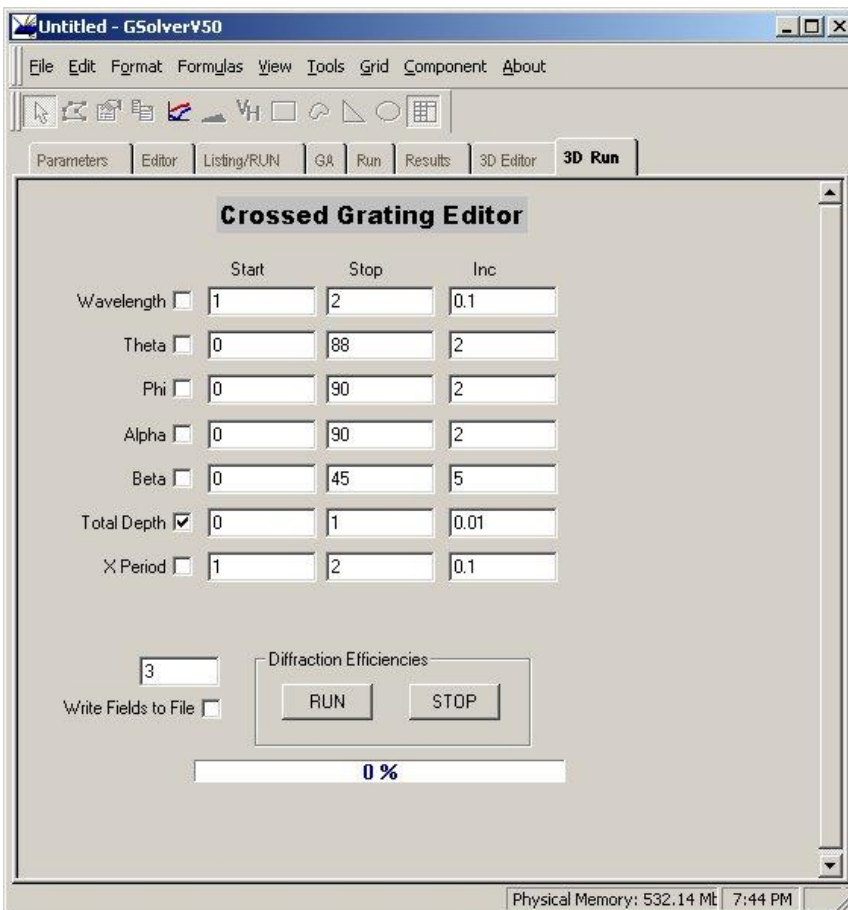 Untitled - GSolverV50
File Edit Format Formulas View Tools Grid Component About
VH
Parameters Editor Listing/RUN GA Run Results 3D Editor 3D Run
Crossed Grating Editor
Start Stop Inc
Wavelength 1 2 0.1
Theta 0 88 2
Phi 0 90 2
Alpha 0 90 2
Beta 0 45 5
Total Depth 0 1 0.01
X Period 1 2 0.1
3
Diffraction Efficiencies
Write Fields to File RUN STOP
0 %
Physical Memory: 532.14 Mb 7:44 PM